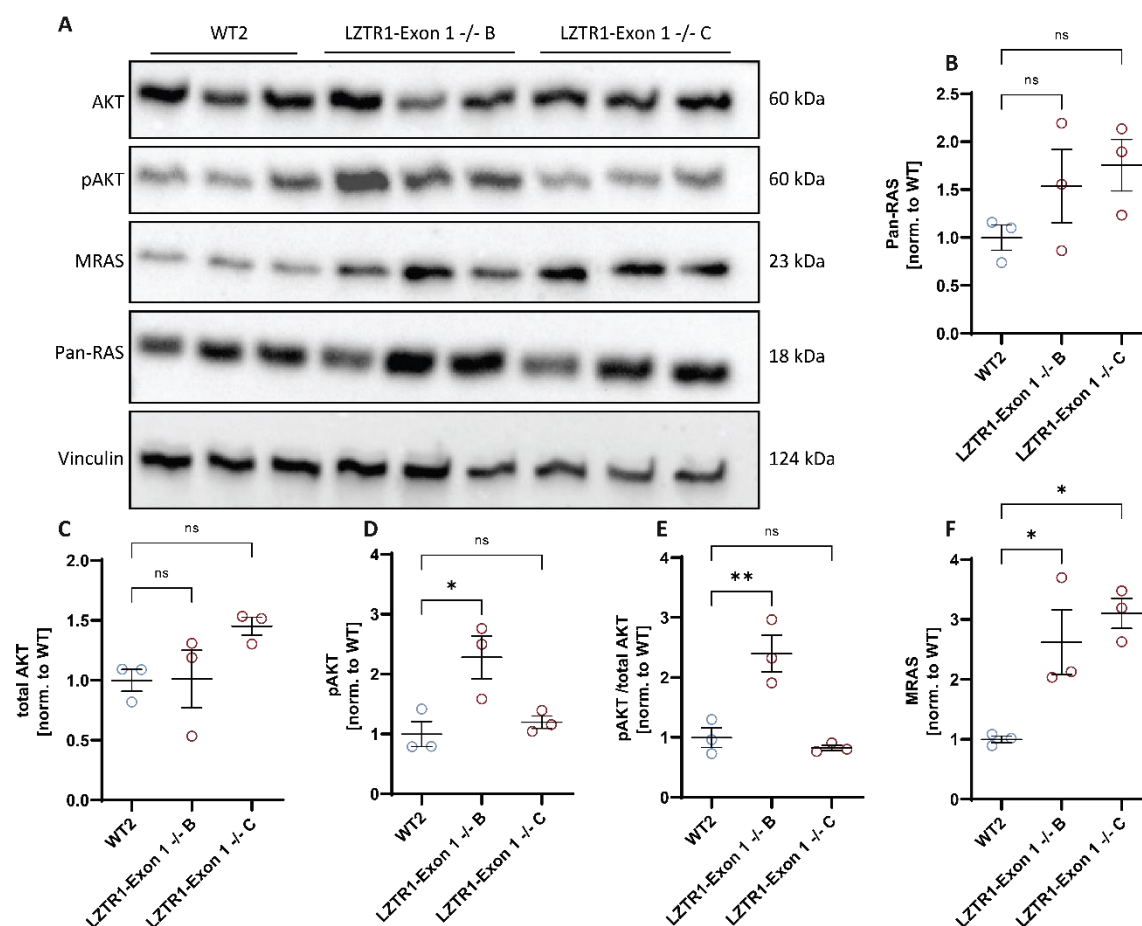 A
WT2 LZTR1-Exon 1 -/- B LZTR1-Exon 1 -/- C
AKT 60 kDa
pAKT 60 kDa
MRAS 23 kDa
Pan-RAS 18 kDa
Vinculin 124 kDa
B
ns
ns
Pan-RAS
[norm. to WT]
2.5
2.0
1.5
1.0
0.5
0.0
WT2
LZTR1-Exon 1 -/- B
LZTR1-Exon 1 -/- C
C
ns
ns
total AKT
[norm. to WT]
2.0
1.5
1.0
0.5
0.0
WT2
LZTR1-Exon 1 -/- B
LZTR1-Exon 1 -/- C
D
ns
*
pAKT
[norm. to WT]
4
3
2
1
0
WT2
LZTR1-Exon 1 -/- B
LZTR1-Exon 1 -/- C
E
ns
**
pAKT /total AKT
[norm. to WT]
4
3
2
1
0
WT2
LZTR1-Exon 1 -/- B
LZTR1-Exon 1 -/- C
F
*
*
MRAS
[norm. to WT]
4
3
2
1
0
WT2
LZTR1-Exon 1 -/- B
LZTR1-Exon 1 -/- C